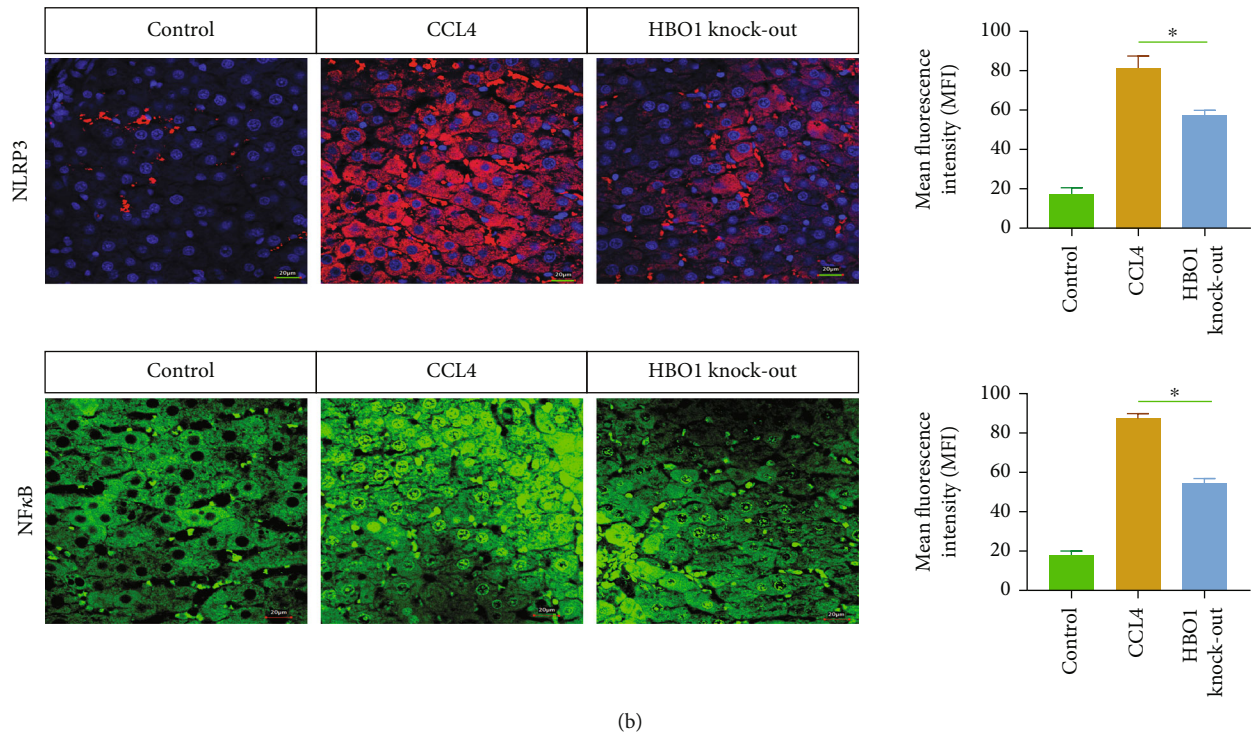 Control
CCL4
HBO1 knock-out
NLRP3
20μm
20μm
20μm
Mean fluorescence
intensity (MFI)
100
80
60
40
20
0
*
Control
CCL4
HBO1
knock-out
Control
CCL4
HBO1 knock-out
NFκB
20μm
20μm
20μm
Mean fluorescence
intensity (MFI)
100
80
60
40
20
0
*
Control
CCL4
HBO1
knock-out
(b)